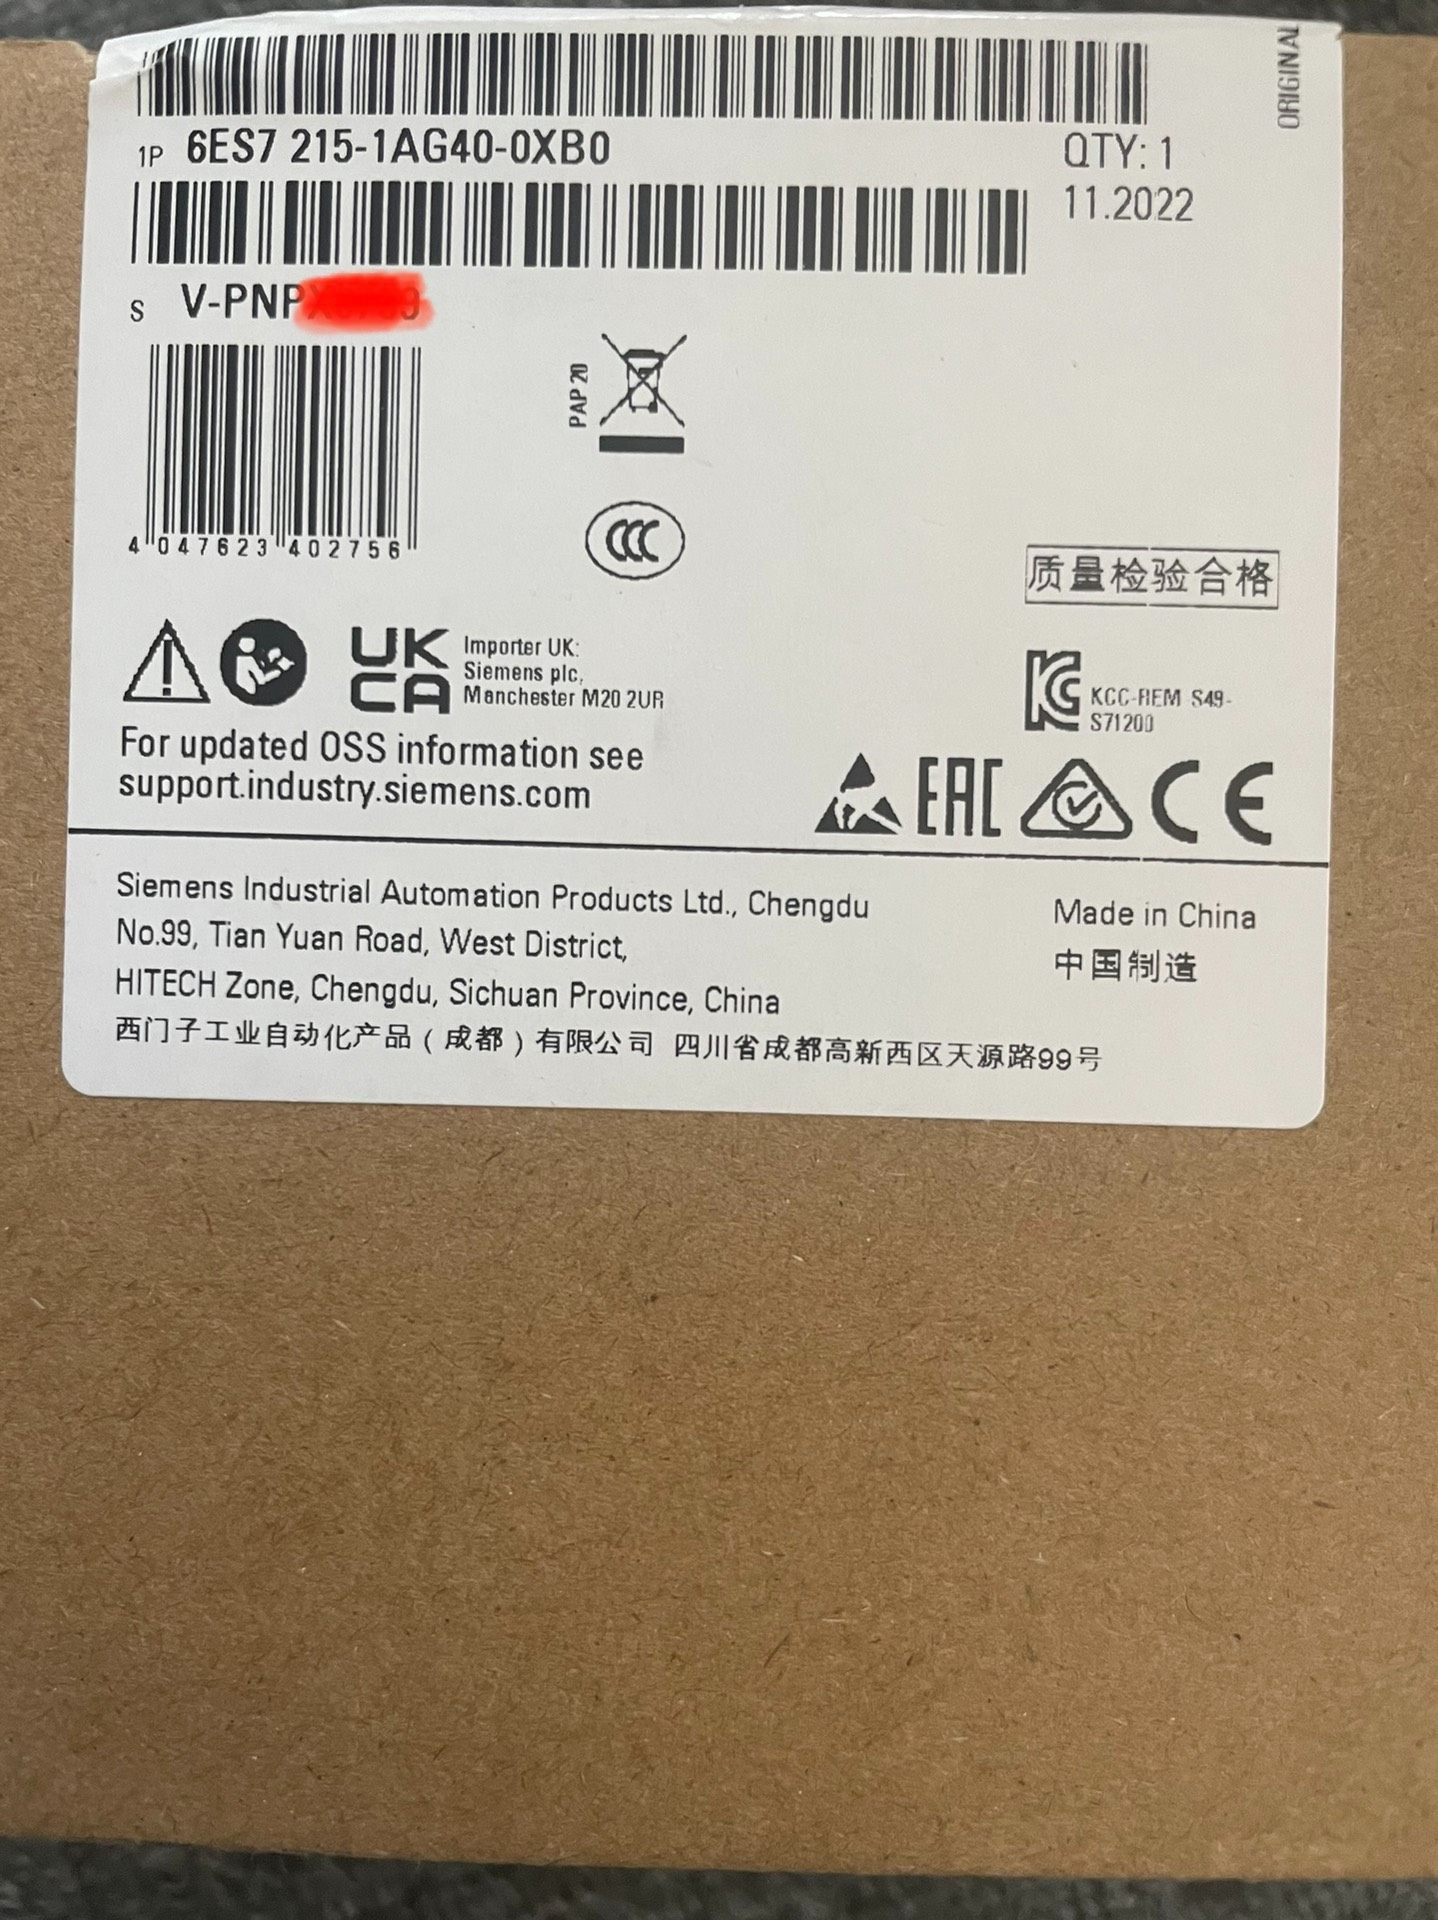 ORIGINAL
1P 6ES7 215-1AG40-0XB0
QTY: 1
11.2022
S V-PNP
PAP 20
4 047623 402756
质量检验合格
UK
CA
Importer UK:
Siemens plc,
Manchester M20 2UR
KCC-REM S49-
S71200
For updated OSS information see
support.industry.siemens.com
EAC
CE
Siemens Industrial Automation Products Ltd., Chengdu
No.99, Tian Yuan Road, West District,
HITECH Zone, Chengdu, Sichuan Province, China
西门子工业自动化产品（成都）有限公司 四川省成都高新西区天源路99号
Made in China
中国制造